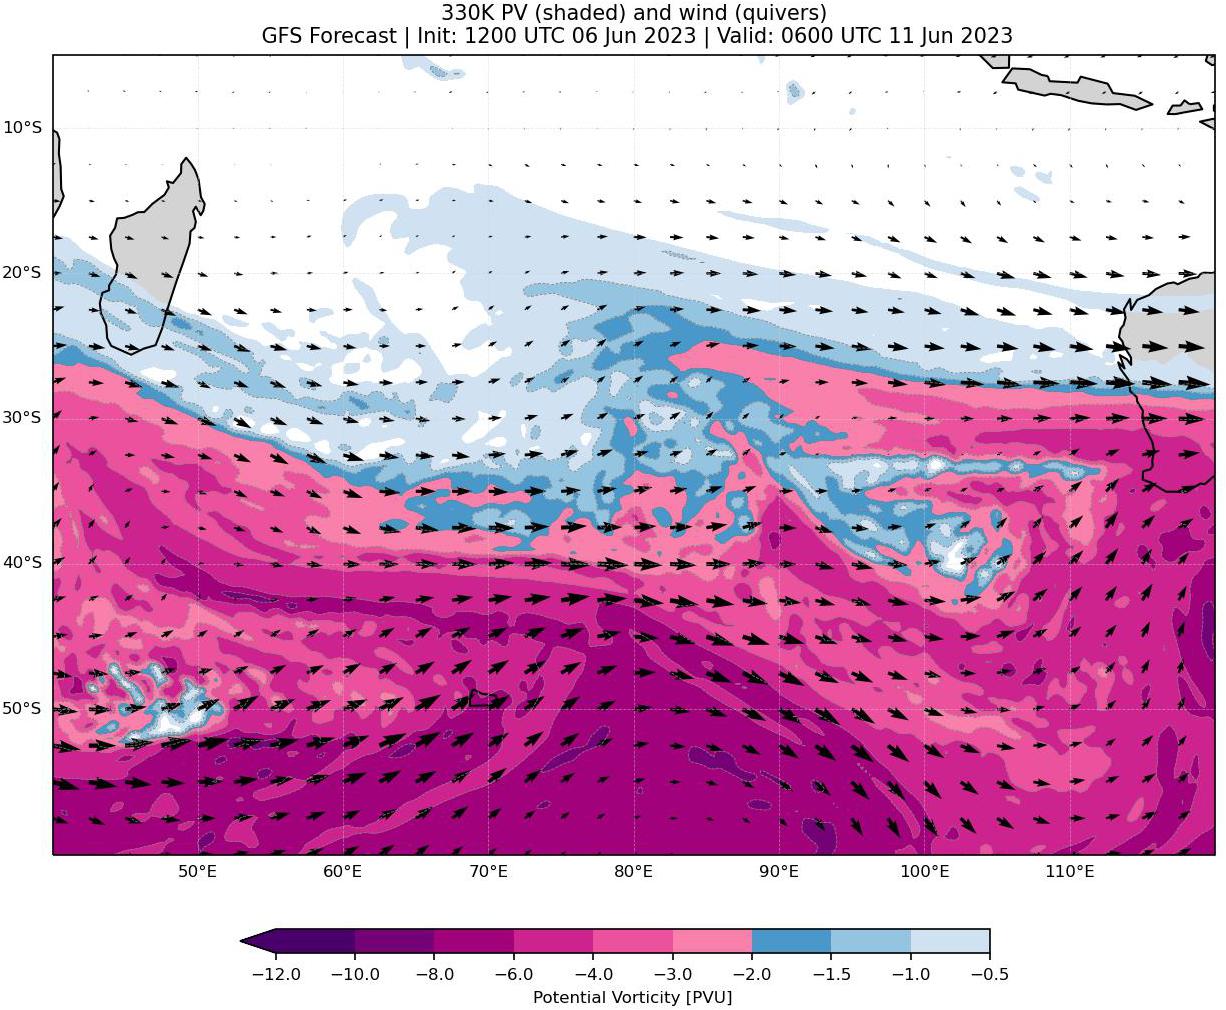 330K PV (shaded) and wind (quivers)
GFS Forecast | Init: 1200 UTC 06 Jun 2023 | Valid: 0600 UTC 11 Jun 2023
10°S
20°S
30°S
40°S
50°S
50°E 60°E 70°E 80°E 90°E 100°E 110°E
−12.0 −10.0 −8.0 −6.0 −4.0 −3.0 −2.0 −1.5 −1.0 −0.5
Potential Vorticity [PVU]